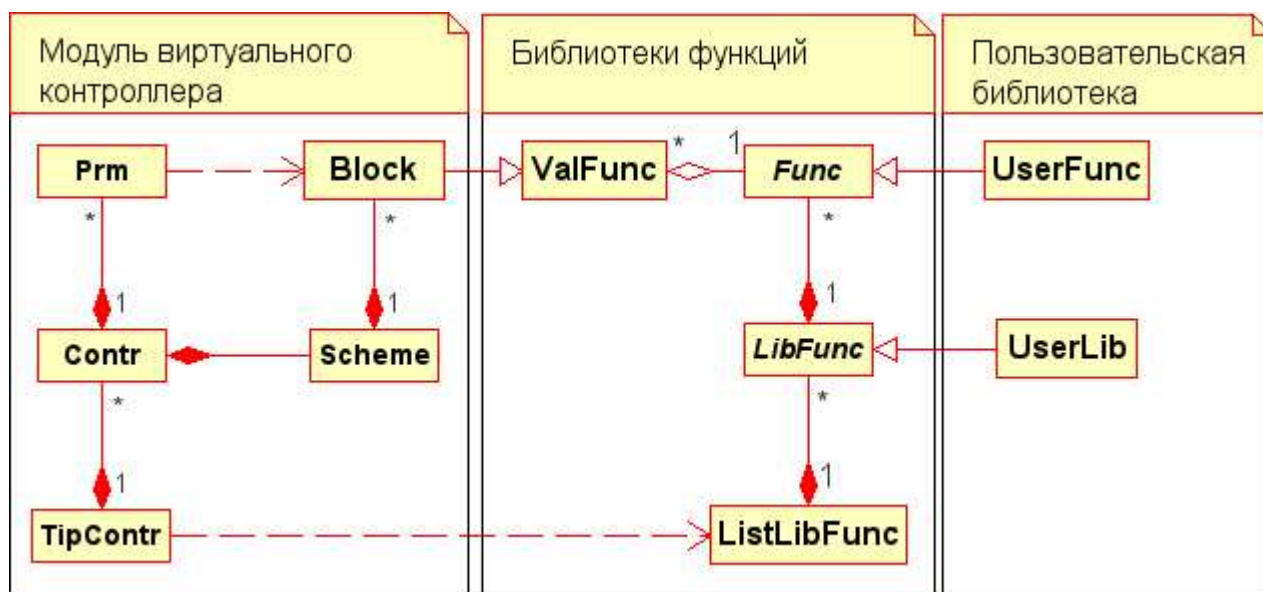 Модуль виртуального
контроллера
Библиотеки функций
Пользовательская
библиотека
Prm
Block
ValFunc
*
1
Func
UserFunc
*
*
*
1
1
1
Contr
Scheme
LibFunc
UserLib
*
*
1
1
TipContr
ListLibFunc